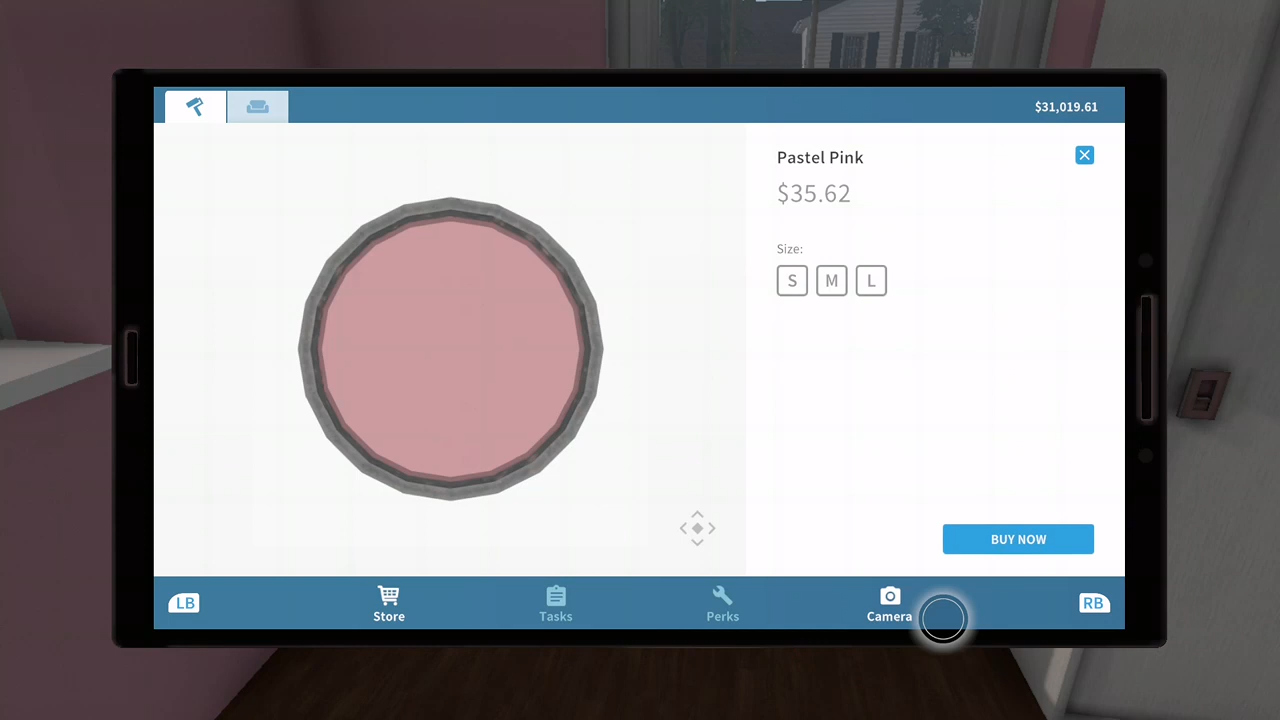 $31,019.61
Pastel Pink
$35.62
Size:
S M L
BUY NOW
LB
Store
Tasks
Perks
Camera
RB